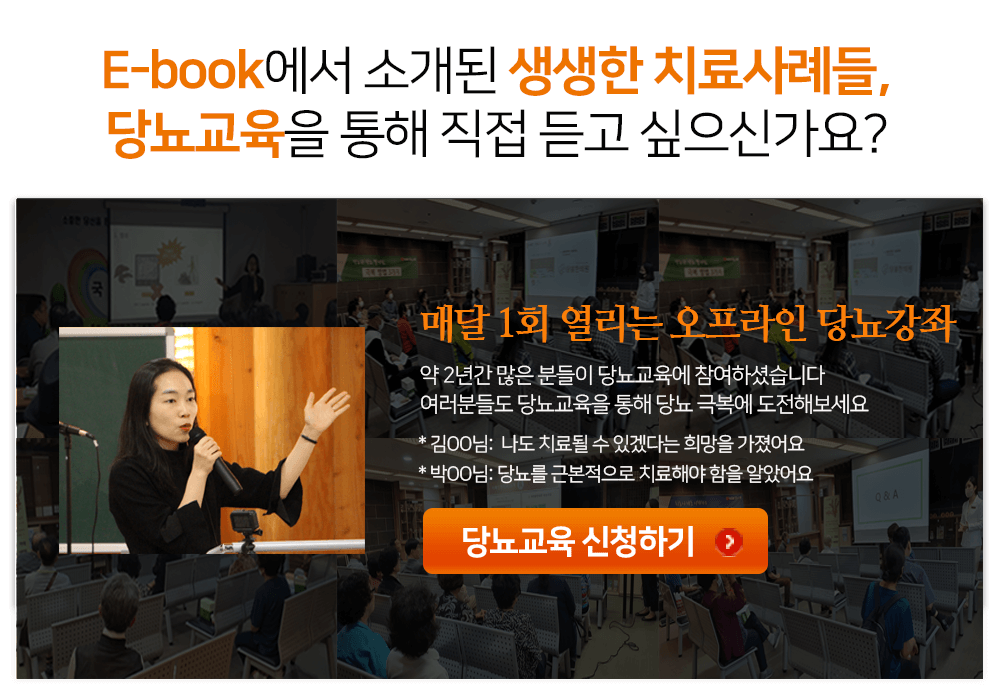 E-book에서 소개된 생생한 치료사례들,
당뇨교육을 통해 직접 듣고 싶으신가요?
매달 1회 열리는 오프라인 당뇨강좌
약 2년간 많은 분들이 당뇨교육에 참여하셨습니다
여러분들도 당뇨교육을 통해 당뇨 극복에 도전해보세요
* 김OO님: 나도 치료될 수 있겠다는 희망을 가졌어요
* 박OO님: 당뇨를 근본적으로 치료해야 함을 알았어요
당뇨교육 신청하기
Q & A
국